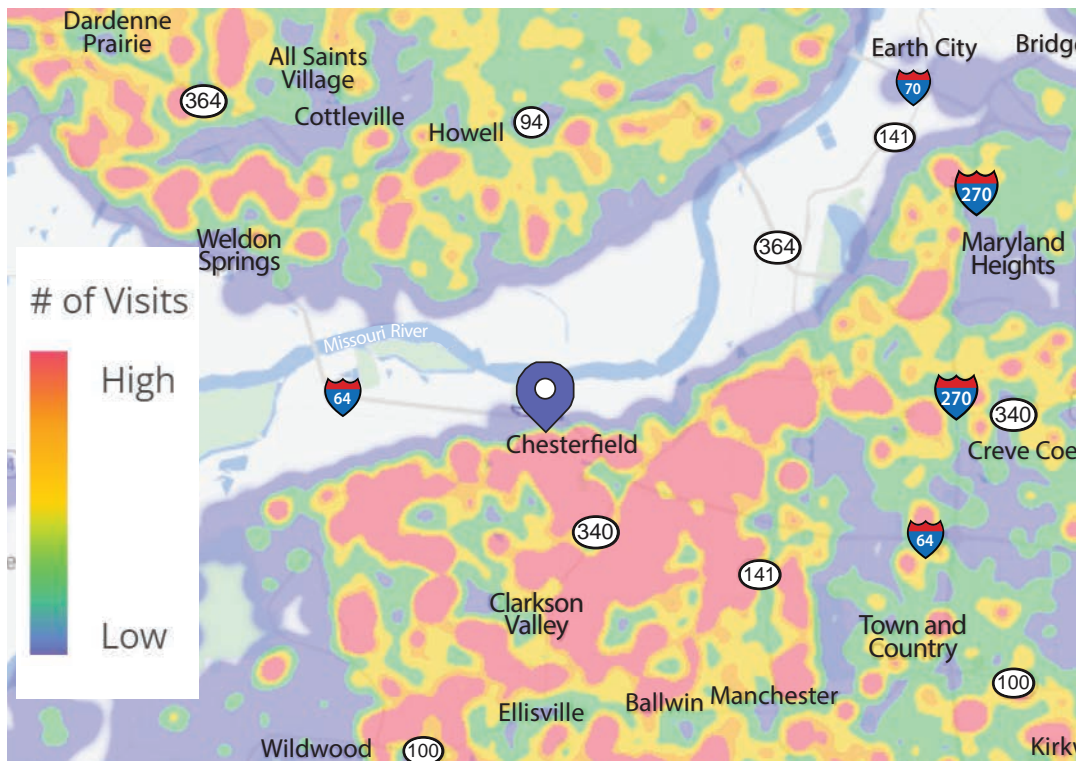 Dardenne
Prairie
All Saints
Village
Earth City
Bridge
70
364
Cottleville
Howell
94
141
270
Weldon
Springs
364
Maryland
Heights
# of Visits
High
Low
Missouri River
64
270
340
Chesterfield
Creve Coe
340
64
141
Clarkson
Valley
Town and
Country
100
Ballwin
Manchester
Ellisville
Wildwood
100
Kirkw